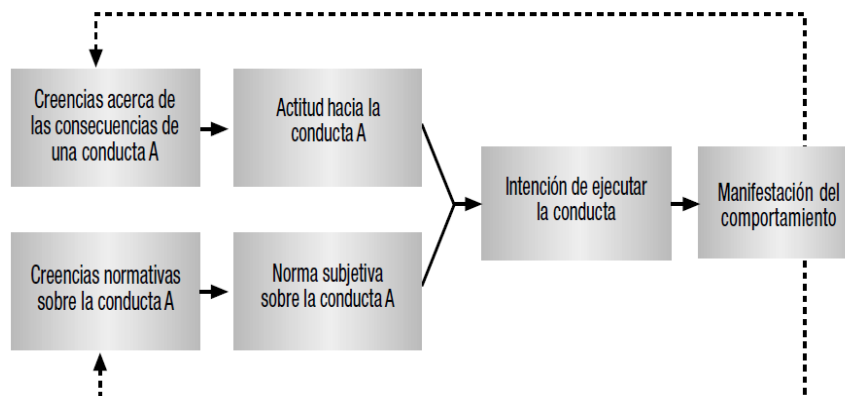 Creencias acerca de
las consecuencias de
una conducta A
Actitud hacia la
conducta A
Intención de ejecutar
la conducta
Manifestación del
comportamiento
Creencias normativas
sobre la conducta A
Norma subjetiva
sobre la conducta A